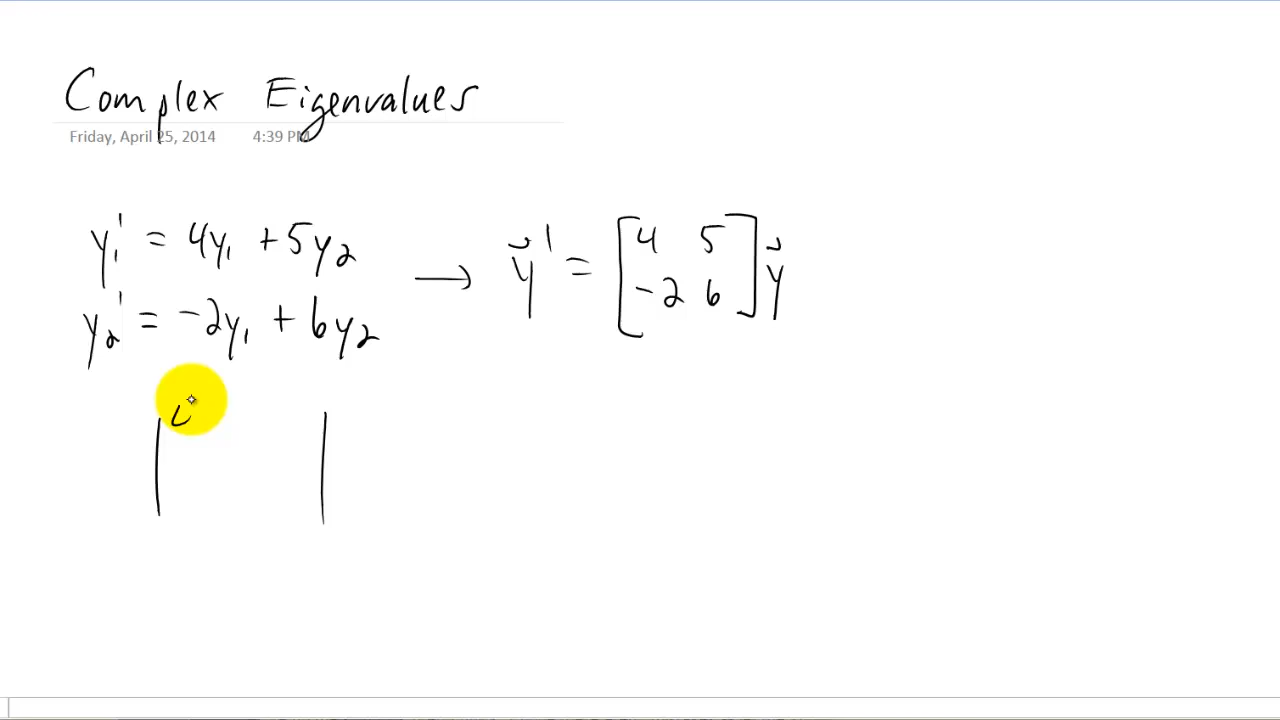 Complex Eigenvalues
Friday, April 25, 2014 4:39 PM
y₁' = 4y₁ + 5y₂
y₂' = -2y₁ + 6y₂
→ y⃗' = [4 5; -2 6] y⃗